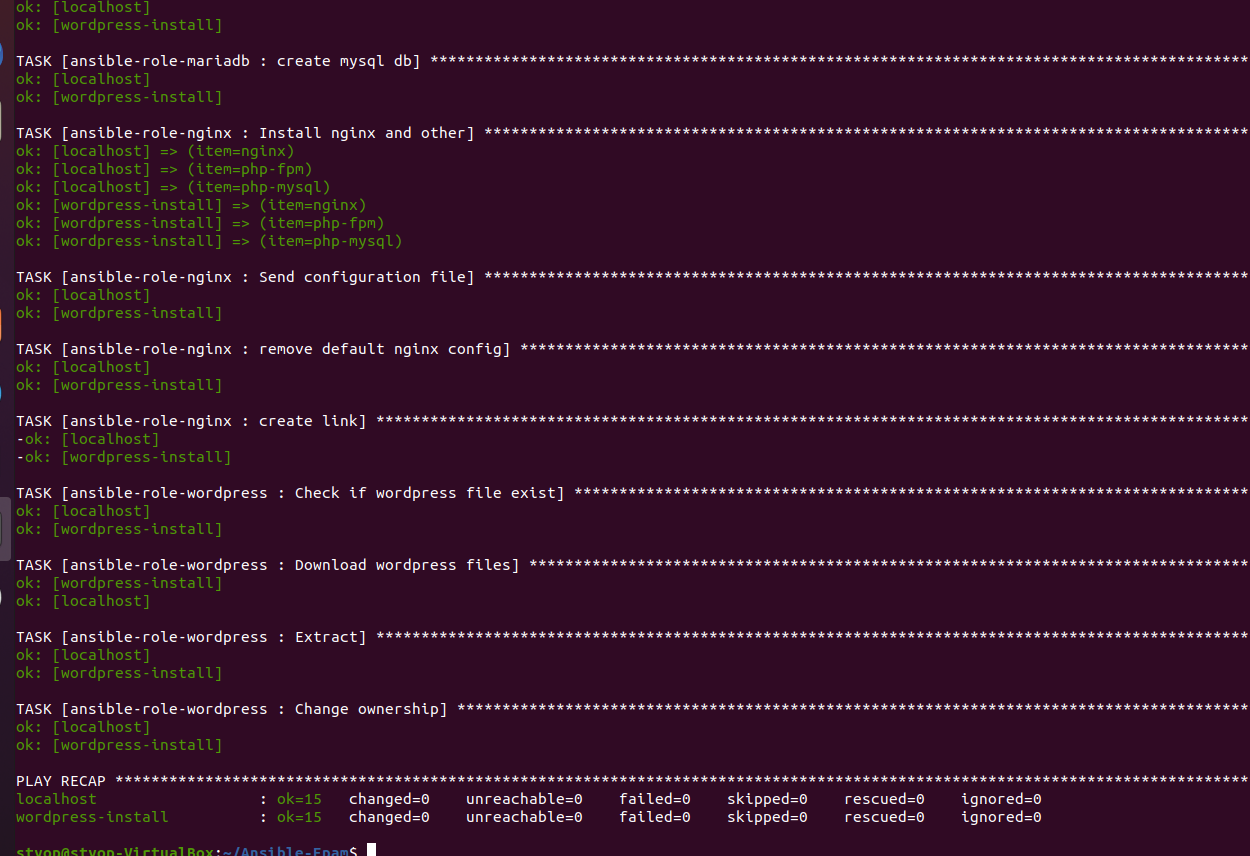 ok: [localhost]
ok: [wordpress-install]
TASK [ansible-role-mariadb : create mysql db] *******************************************************************************************
ok: [localhost]
ok: [wordpress-install]
TASK [ansible-role-nginx : Install nginx and other] *************************************************************************************
ok: [localhost] => (item=nginx)
ok: [localhost] => (item=php-fpm)
ok: [localhost] => (item=php-mysql)
ok: [wordpress-install] => (item=nginx)
ok: [wordpress-install] => (item=php-fpm)
ok: [wordpress-install] => (item=php-mysql)
TASK [ansible-role-nginx : Send configuration file] *************************************************************************************
ok: [localhost]
ok: [wordpress-install]
TASK [ansible-role-nginx : remove default nginx config] *********************************************************************************
ok: [localhost]
ok: [wordpress-install]
TASK [ansible-role-nginx : create link] *************************************************************************************************
-ok: [localhost]
-ok: [wordpress-install]
TASK [ansible-role-wordpress : Check if wordpress file exist] ***************************************************************************
ok: [localhost]
ok: [wordpress-install]
TASK [ansible-role-wordpress : Download wordpress files] ********************************************************************************
ok: [wordpress-install]
ok: [localhost]
TASK [ansible-role-wordpress : Extract] *************************************************************************************************
ok: [localhost]
ok: [wordpress-install]
TASK [ansible-role-wordpress : Change ownership] ****************************************************************************************
ok: [localhost]
ok: [wordpress-install]
PLAY RECAP ******************************************************************************************************************************
localhost                  : ok=15   changed=0    unreachable=0    failed=0    skipped=0    rescued=0    ignored=0
wordpress-install          : ok=15   changed=0    unreachable=0    failed=0    skipped=0    rescued=0    ignored=0
styop@styop-VirtualBox:~/Ansible-Epam$